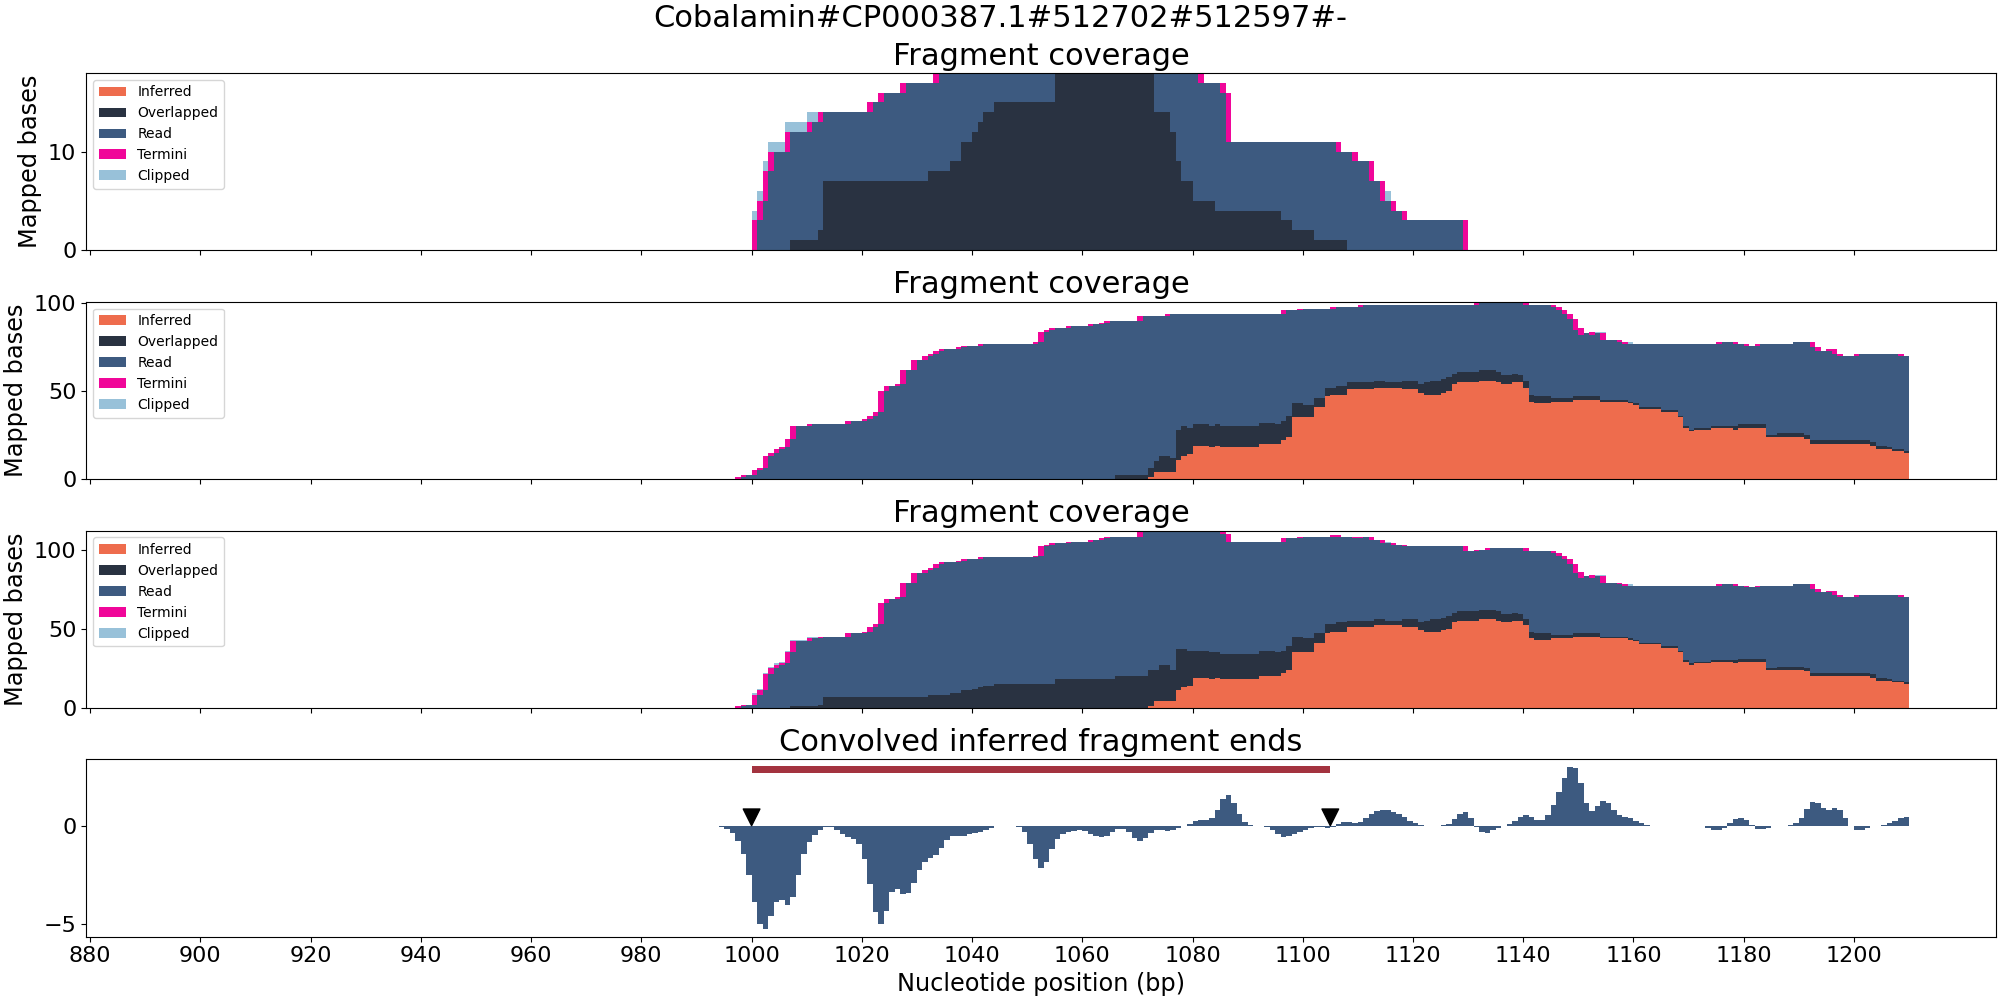 Cobalamin#CP000387.1#512702#512597#-
Fragment coverage
Mapped bases
10
0
Inferred
Overlapped
Read
Termini
Clipped
Fragment coverage
Mapped bases
100
50
0
Inferred
Overlapped
Read
Termini
Clipped
Fragment coverage
Mapped bases
100
50
0
Inferred
Overlapped
Read
Termini
Clipped
Convolved inferred fragment ends
0
−5
880 900 920 940 960 980 1000 1020 1040 1060 1080 1100 1120 1140 1160 1180 1200
Nucleotide position (bp)